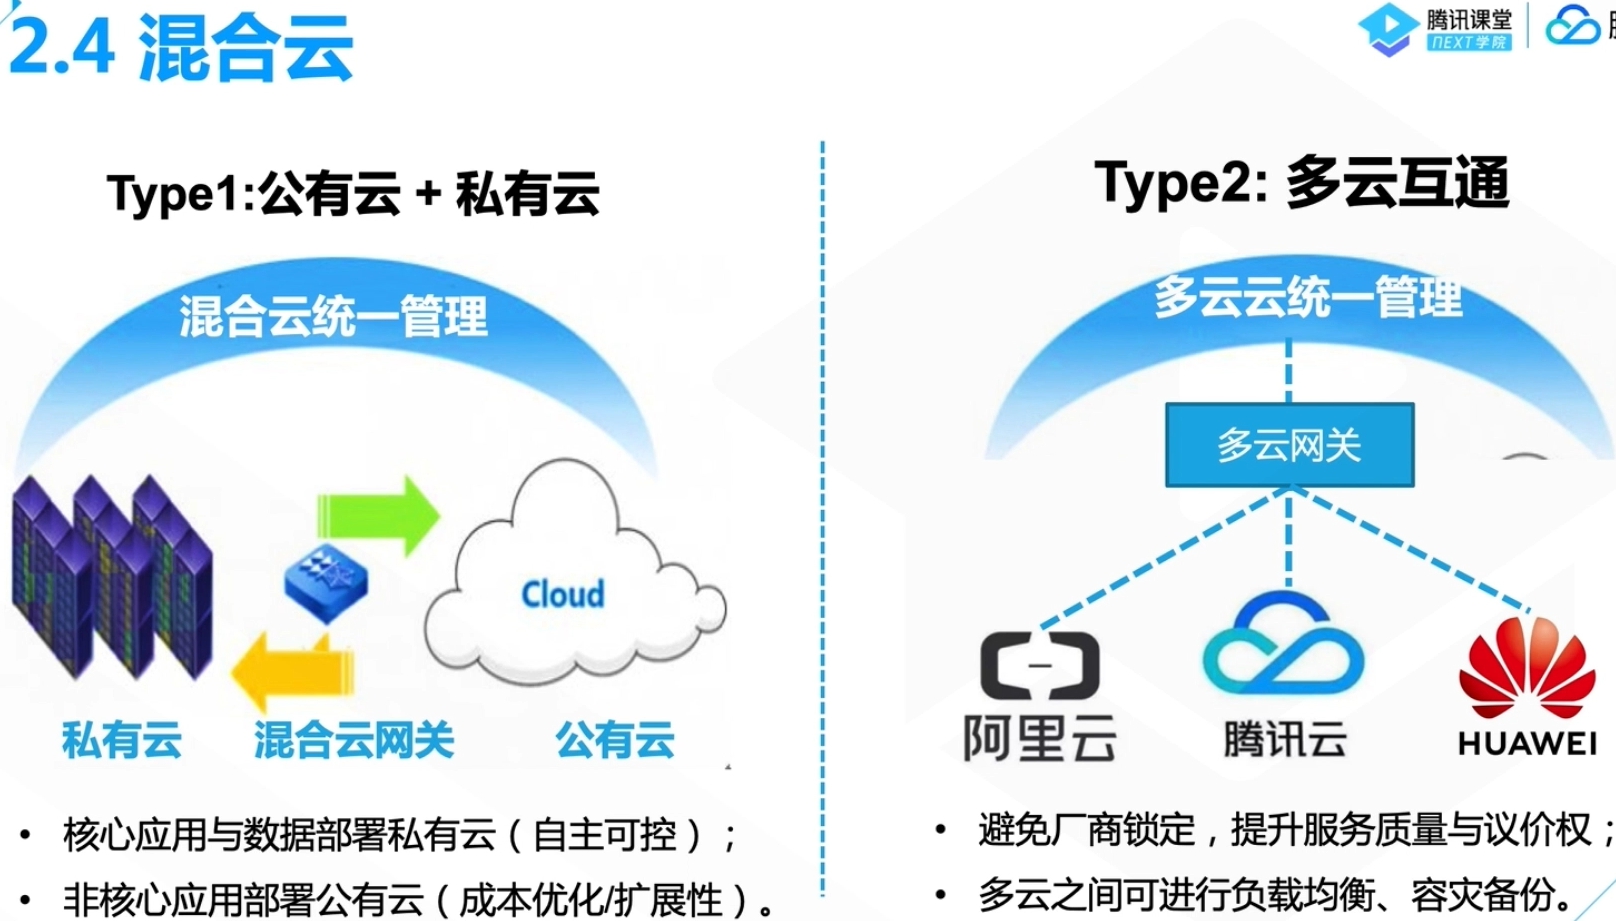 2.4 混合云
腾讯课堂
NEXT学院
Type1:公有云 + 私有云
混合云统一管理
Cloud
私有云
混合云网关
公有云
• 核心应用与数据部署私有云（自主可控）；
• 非核心应用部署公有云（成本优化/扩展性）。
Type2: 多云互通
多云云统一管理
多云网关
阿里云
腾讯云
HUAWEI
• 避免厂商锁定，提升服务质量与议价权；
• 多云之间可进行负载均衡、容灾备份。